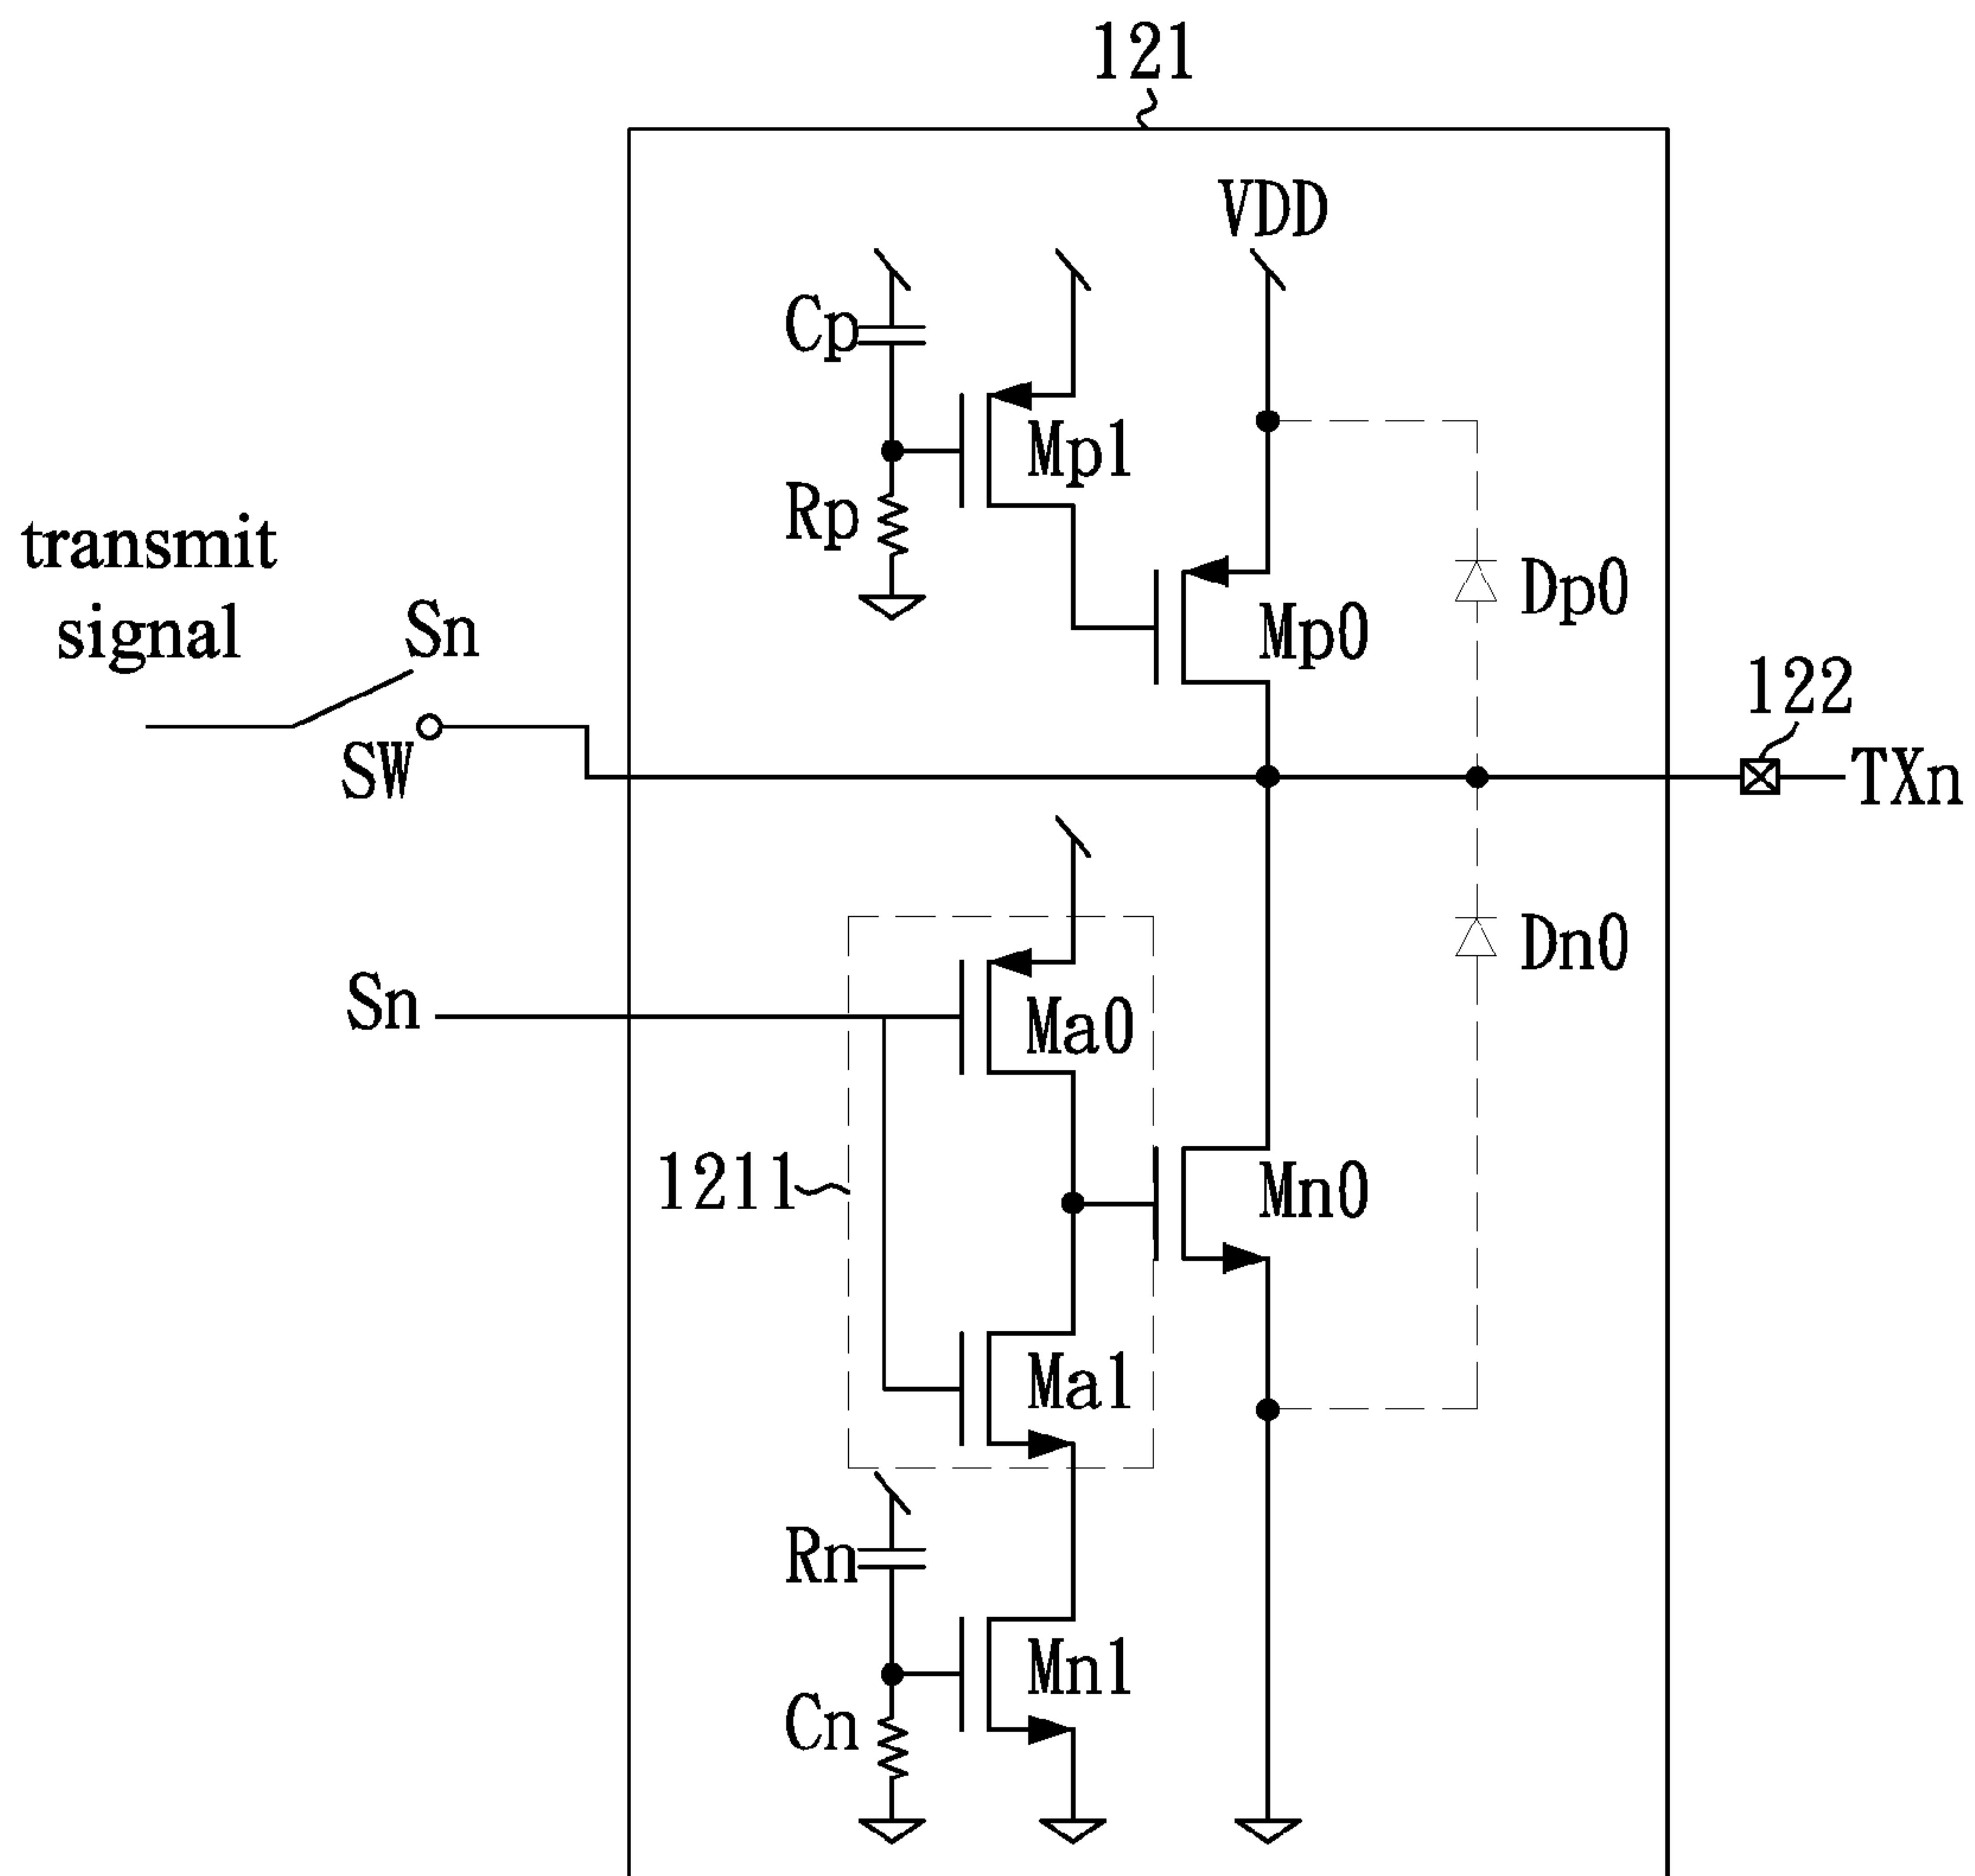 121
VDD
Cp
Mp1
Rp
transmit
signal
Sn
SW
Mp0
Dp0
122
TXn
Sn
Ma0
Dn0
1211
Mn0
Ma1
Rn
Mn1
Cn